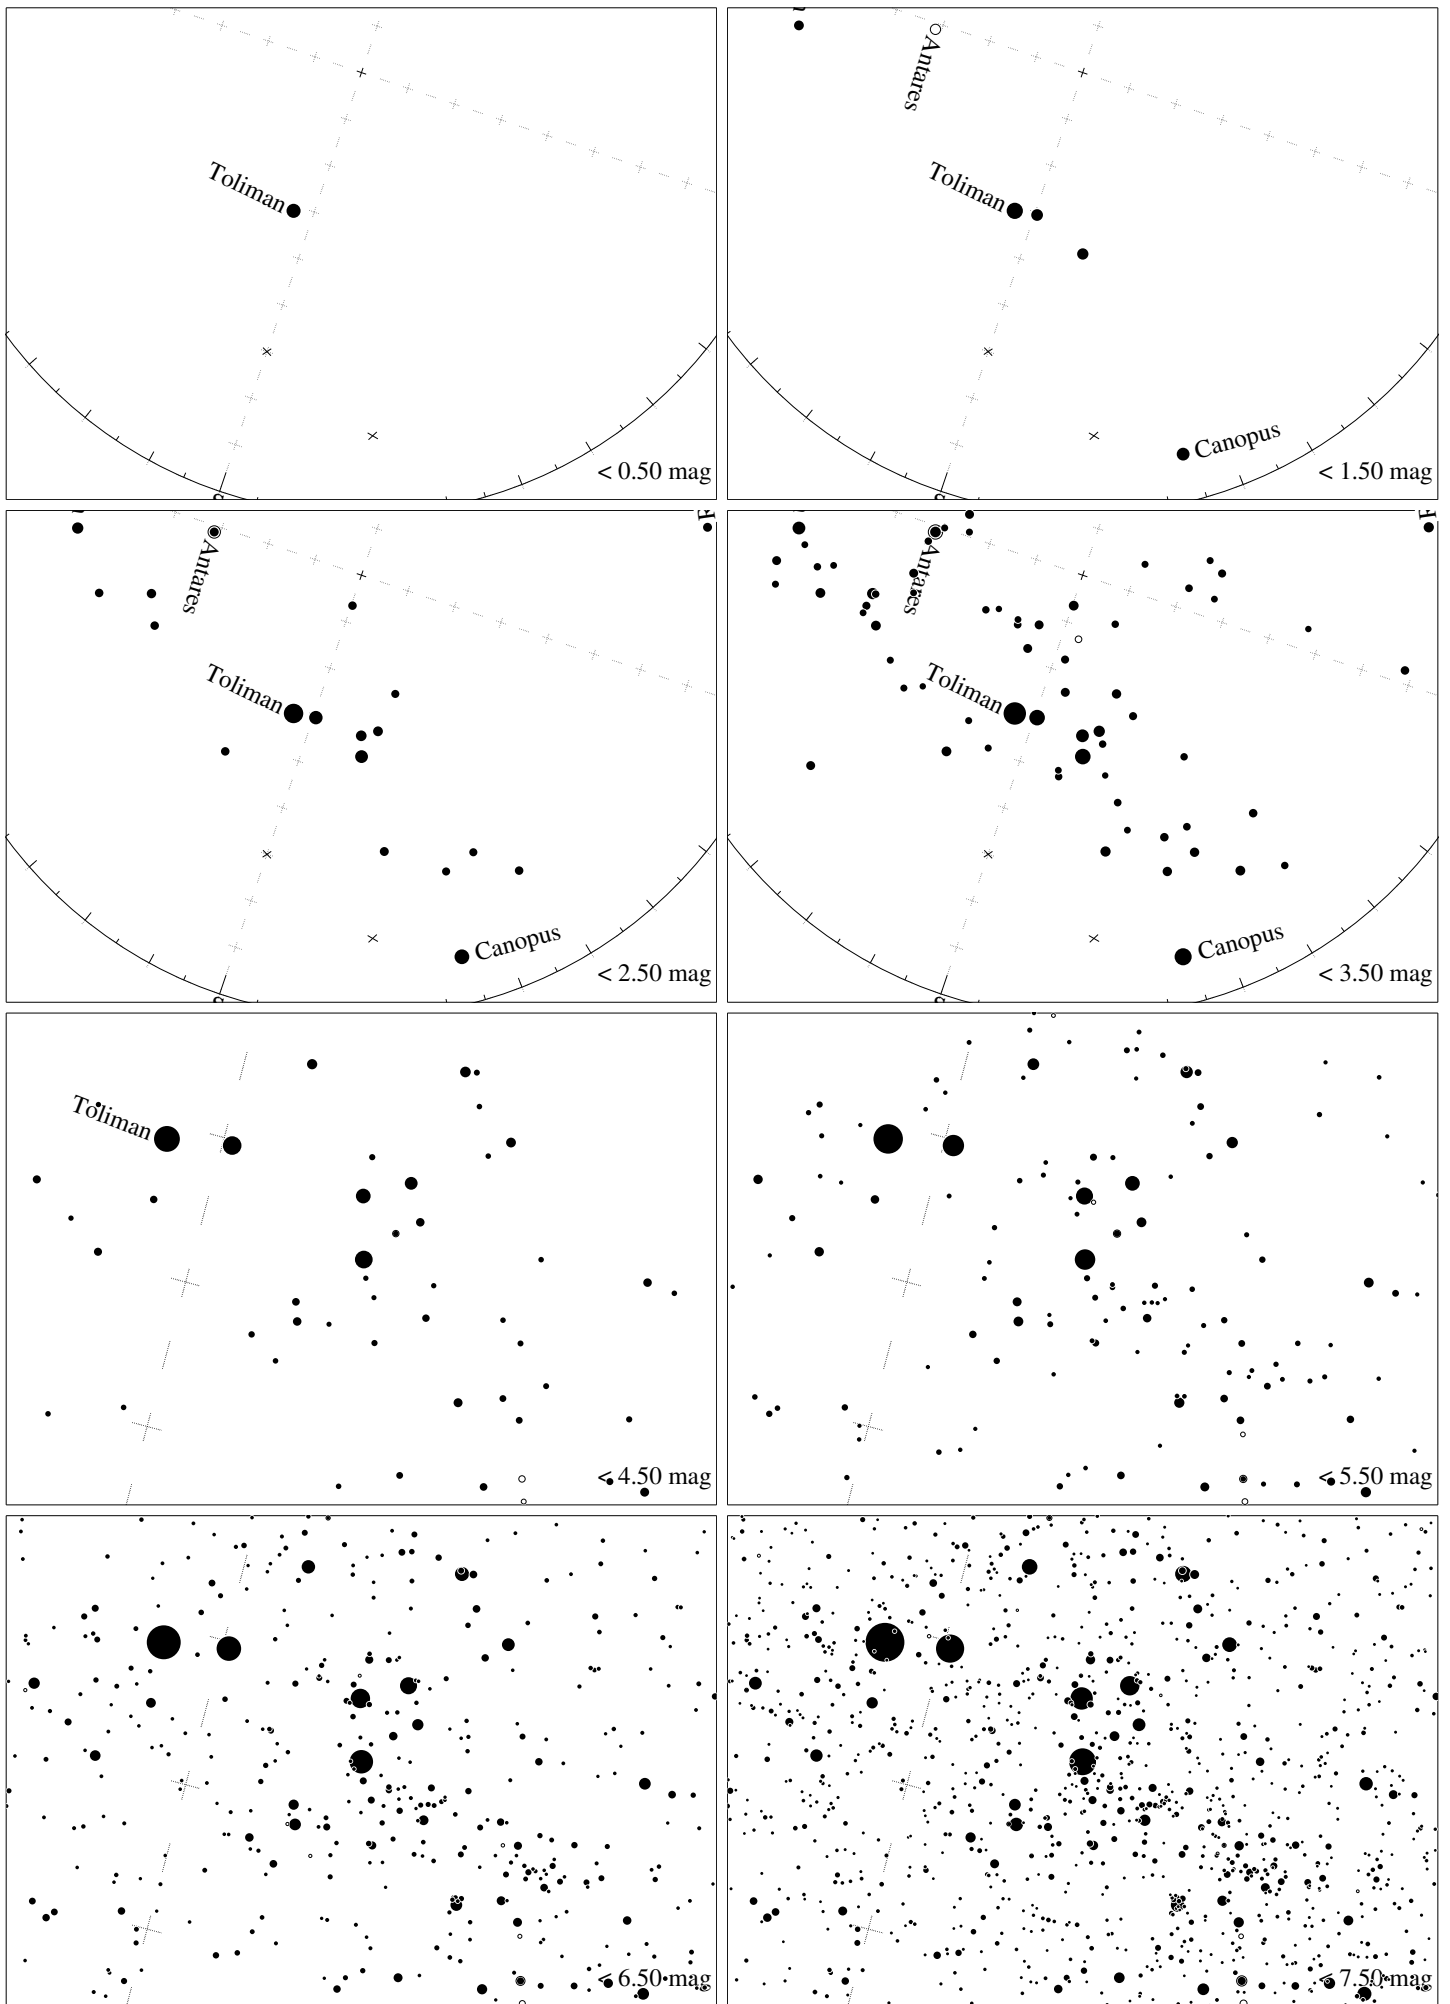 Toliman
< 0.50 mag
Antares
Toliman
Canopus
< 1.50 mag
Antares
Toliman
Canopus
< 2.50 mag
Antares
Toliman
Canopus
< 3.50 mag
Toliman
< 4.50 mag
< 5.50 mag
< 6.50 mag
< 7.50 mag